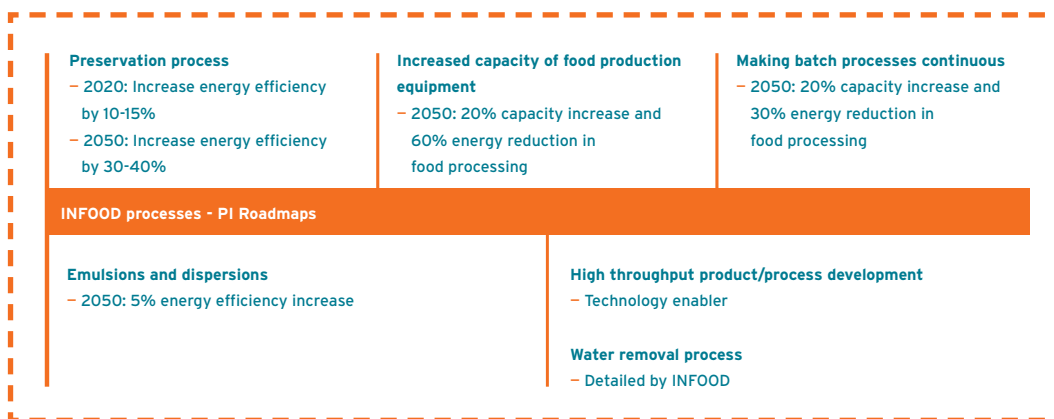 Preservation process
– 2020: Increase energy efficiency
by 10-15%
– 2050: Increase energy efficiency
by 30-40%
Increased capacity of food production
equipment
– 2050: 20% capacity increase and
60% energy reduction in
food processing
Making batch processes continuous
– 2050: 20% capacity increase and
30% energy reduction in
food processing
INFOOD processes - PI Roadmaps
Emulsions and dispersions
– 2050: 5% energy efficiency increase
High throughput product/process development
– Technology enabler
Water removal process
– Detailed by INFOOD